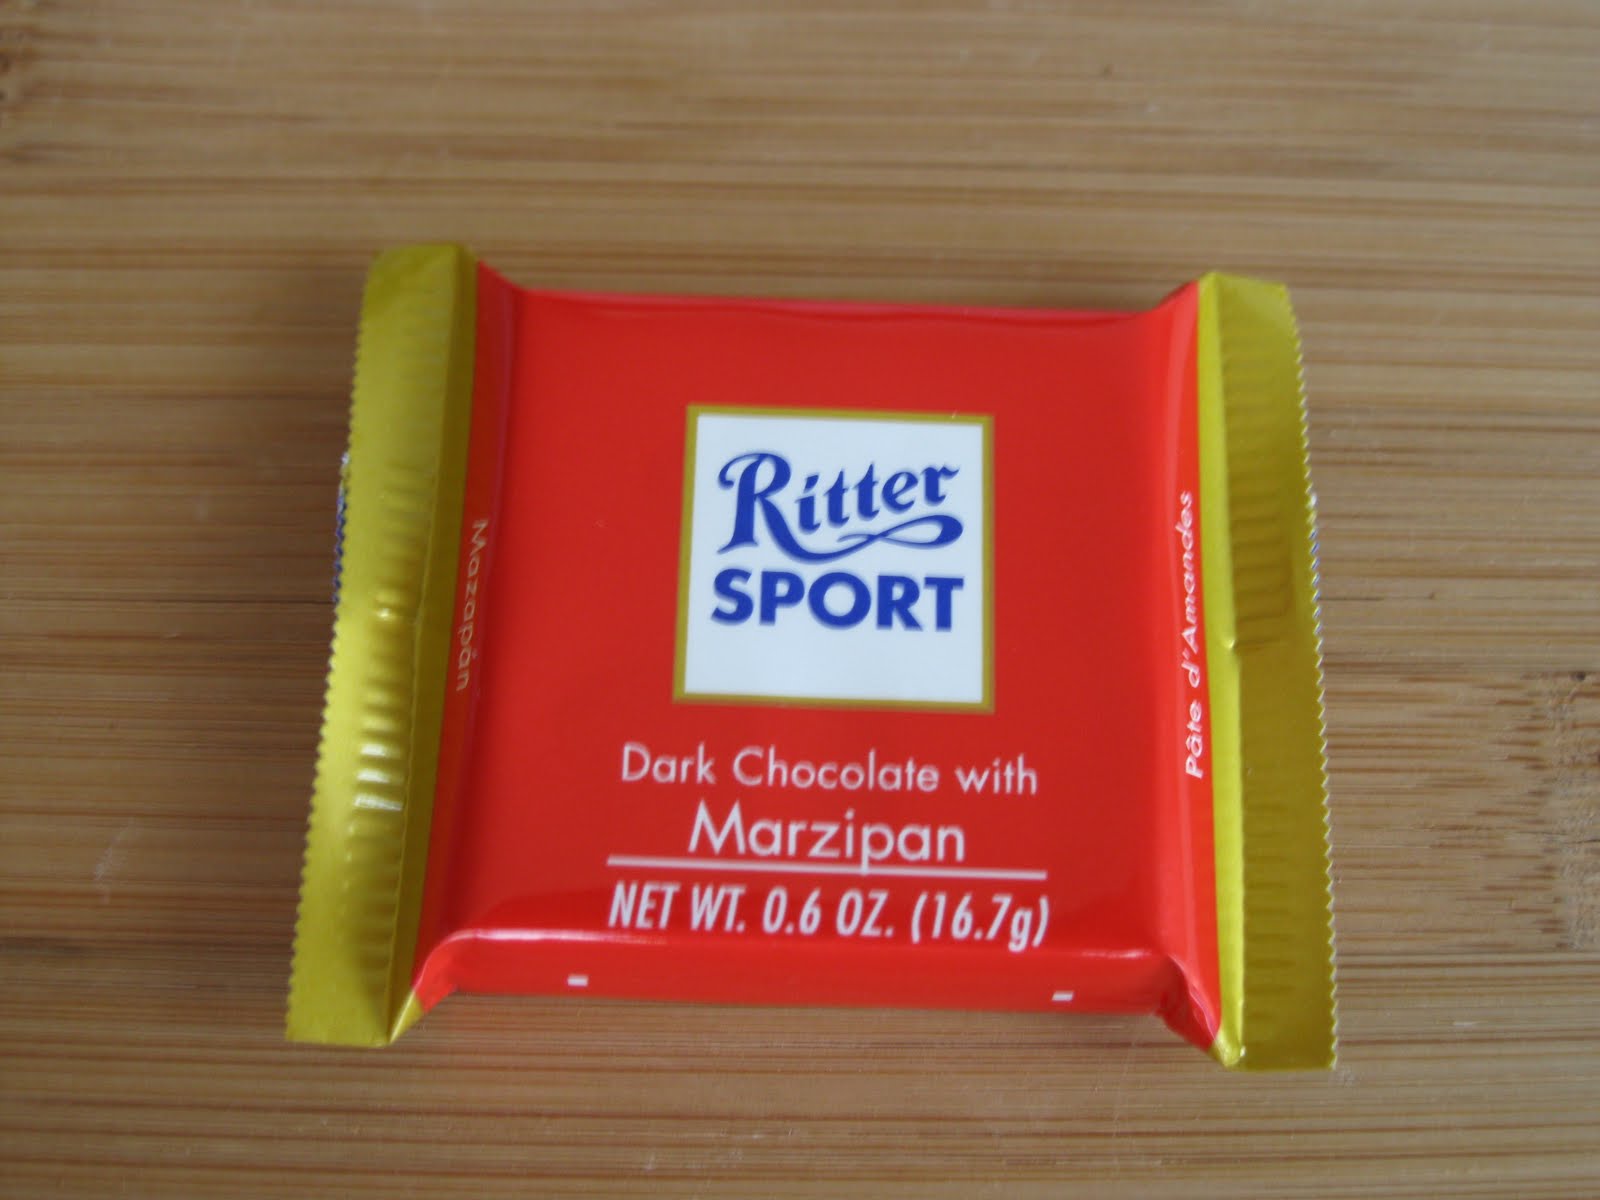 Ritter
SPORT
Dark Chocolate with
Marzipan
NET WT. 0.6 OZ. (16.7g)
Mazapán
Pâte d'Amandes